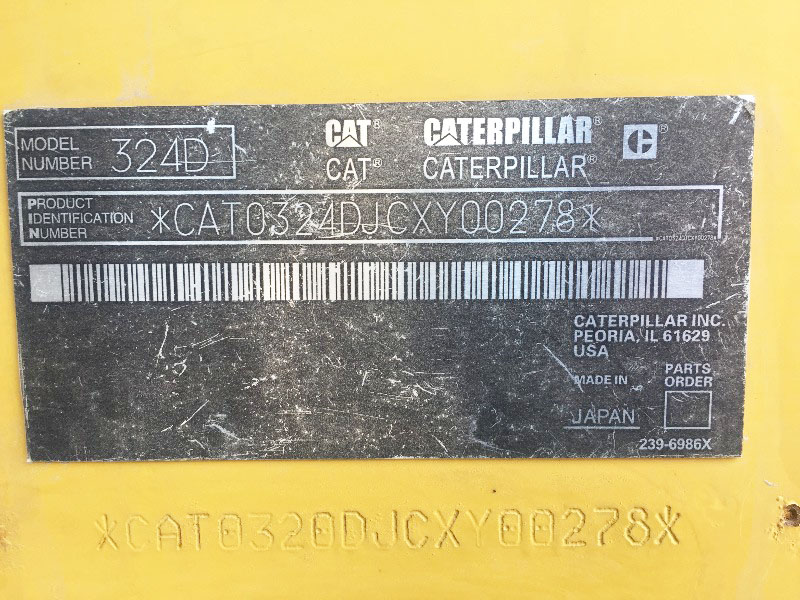 MODEL
NUMBER 324D
CAT® CATERPILLAR® C®
CAT® CATERPILLAR®
PRODUCT
IDENTIFICATION
NUMBER
*CAT0324DJCXY00278*
*CAT0324DJCXY00278*
CATERPILLAR INC.
PEORIA, IL 61629
USA
MADE IN
JAPAN
PARTS
ORDER
239-6986X
*CAT0320DJCXY00278*